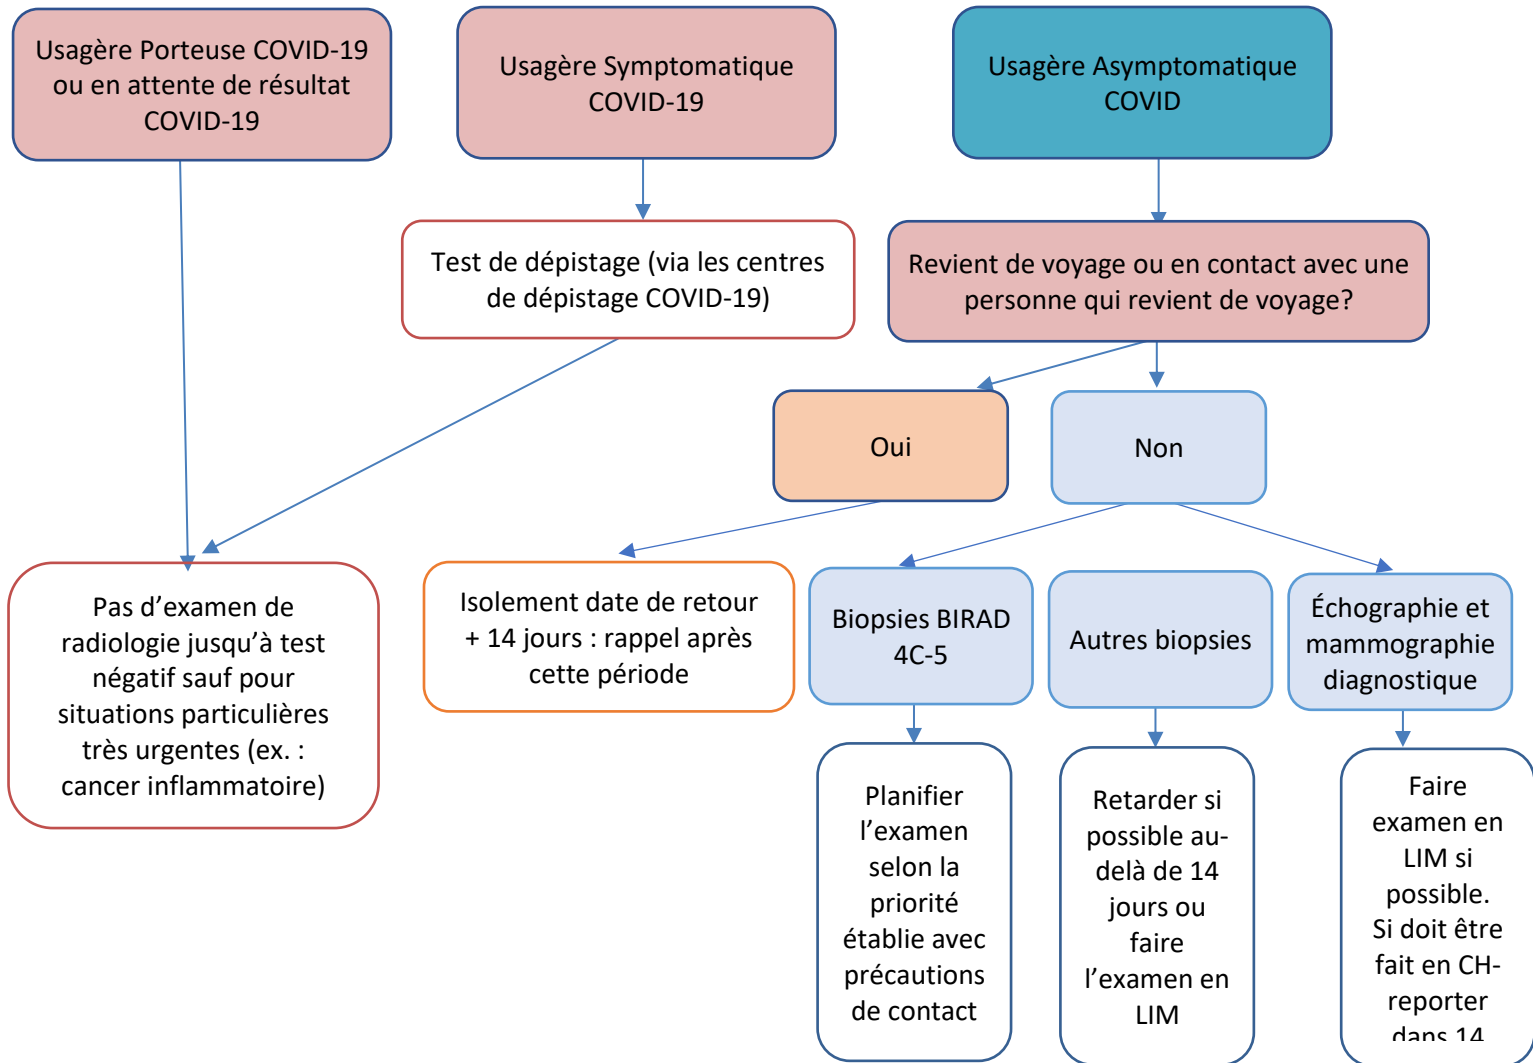 Usagère Porteuse COVID-19
ou en attente de résultat
COVID-19
Usagère Symptomatique
COVID-19
Usagère Asymptomatique
COVID
Test de dépistage (via les centres
de dépistage COVID-19)
Revient de voyage ou en contact avec une
personne qui revient de voyage?
Oui
Non
Pas d’examen de
radiologie jusqu’à test
négatif sauf pour
situations particulières
très urgentes (ex. :
cancer inflammatoire)
Isolement date de retour
+ 14 jours : rappel après
cette période
Biopsies BIRAD
4C-5
Autres biopsies
Échographie et
mammographie
diagnostique
Planifier
l’examen
selon la
priorité
établie avec
précautions
de contact
Retarder si
possible au-
delà de 14
jours ou
faire
l’examen en
LIM
Faire
examen en
LIM si
possible.
Si doit être
fait en CH-
reporter
dans 14